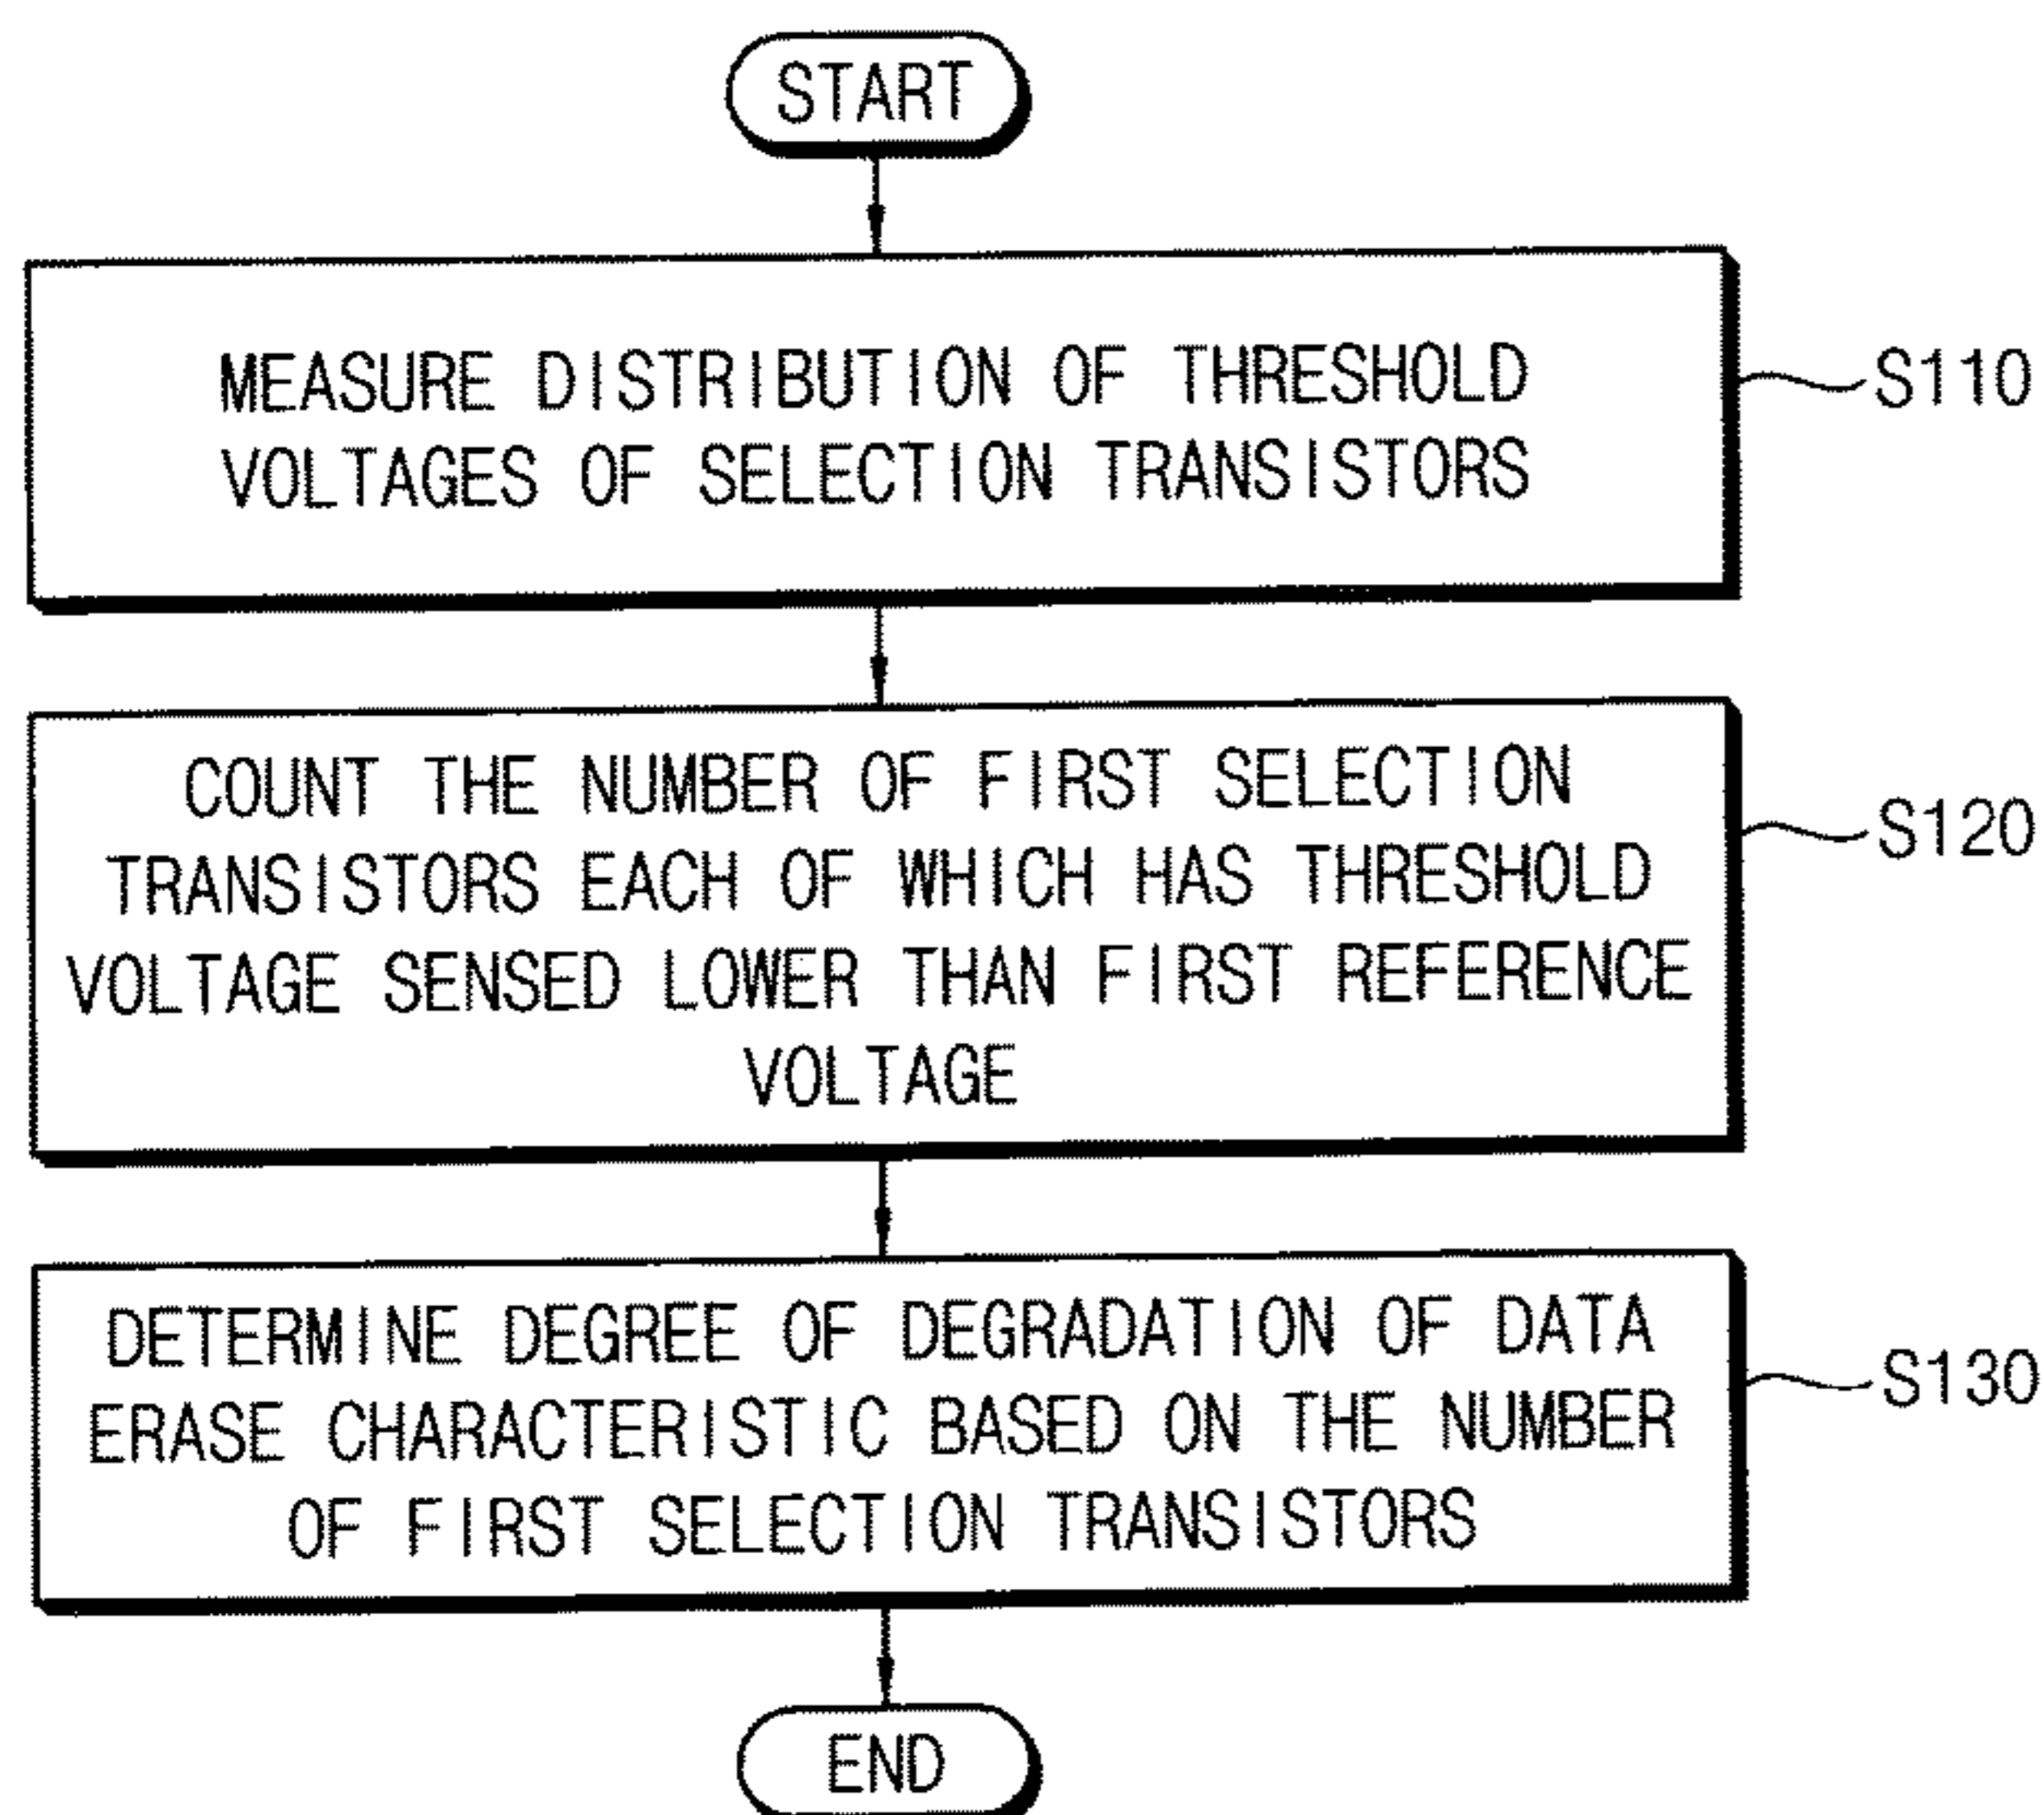 START
MEASURE DISTRIBUTION OF THRESHOLD
VOLTAGES OF SELECTION TRANSISTORS
S110
COUNT THE NUMBER OF FIRST SELECTION
TRANSISTORS EACH OF WHICH HAS THRESHOLD
VOLTAGE SENSED LOWER THAN FIRST REFERENCE
VOLTAGE
S120
DETERMINE DEGREE OF DEGRADATION OF DATA
ERASE CHARACTERISTIC BASED ON THE NUMBER
OF FIRST SELECTION TRANSISTORS
S130
END